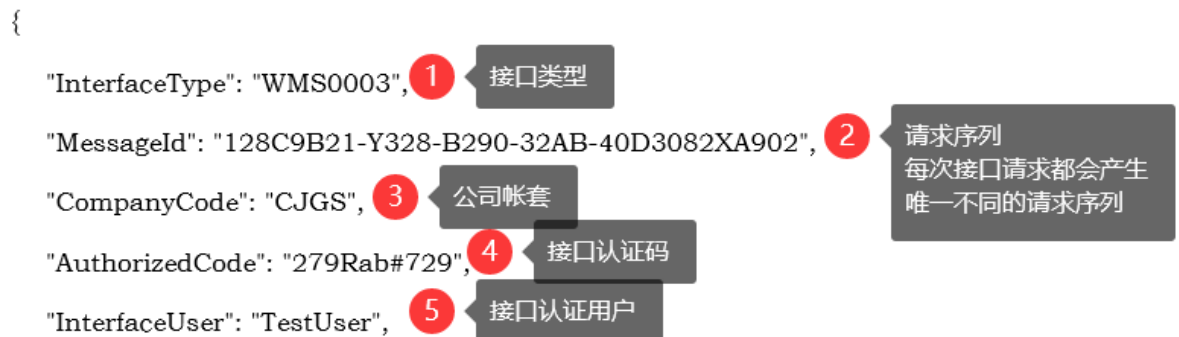 {
"InterfaceType": "WMS0003", 1 接口类型
"MessageId": "128C9B21-Y328-B290-32AB-40D3082XA902", 2 请求序列
每次接口请求都会产生
唯一不同的请求序列
"CompanyCode": "CJGS", 3 公司帐套
"AuthorizedCode": "279Rab#729", 4 接口认证码
"InterfaceUser": "TestUser", 5 接口认证用户